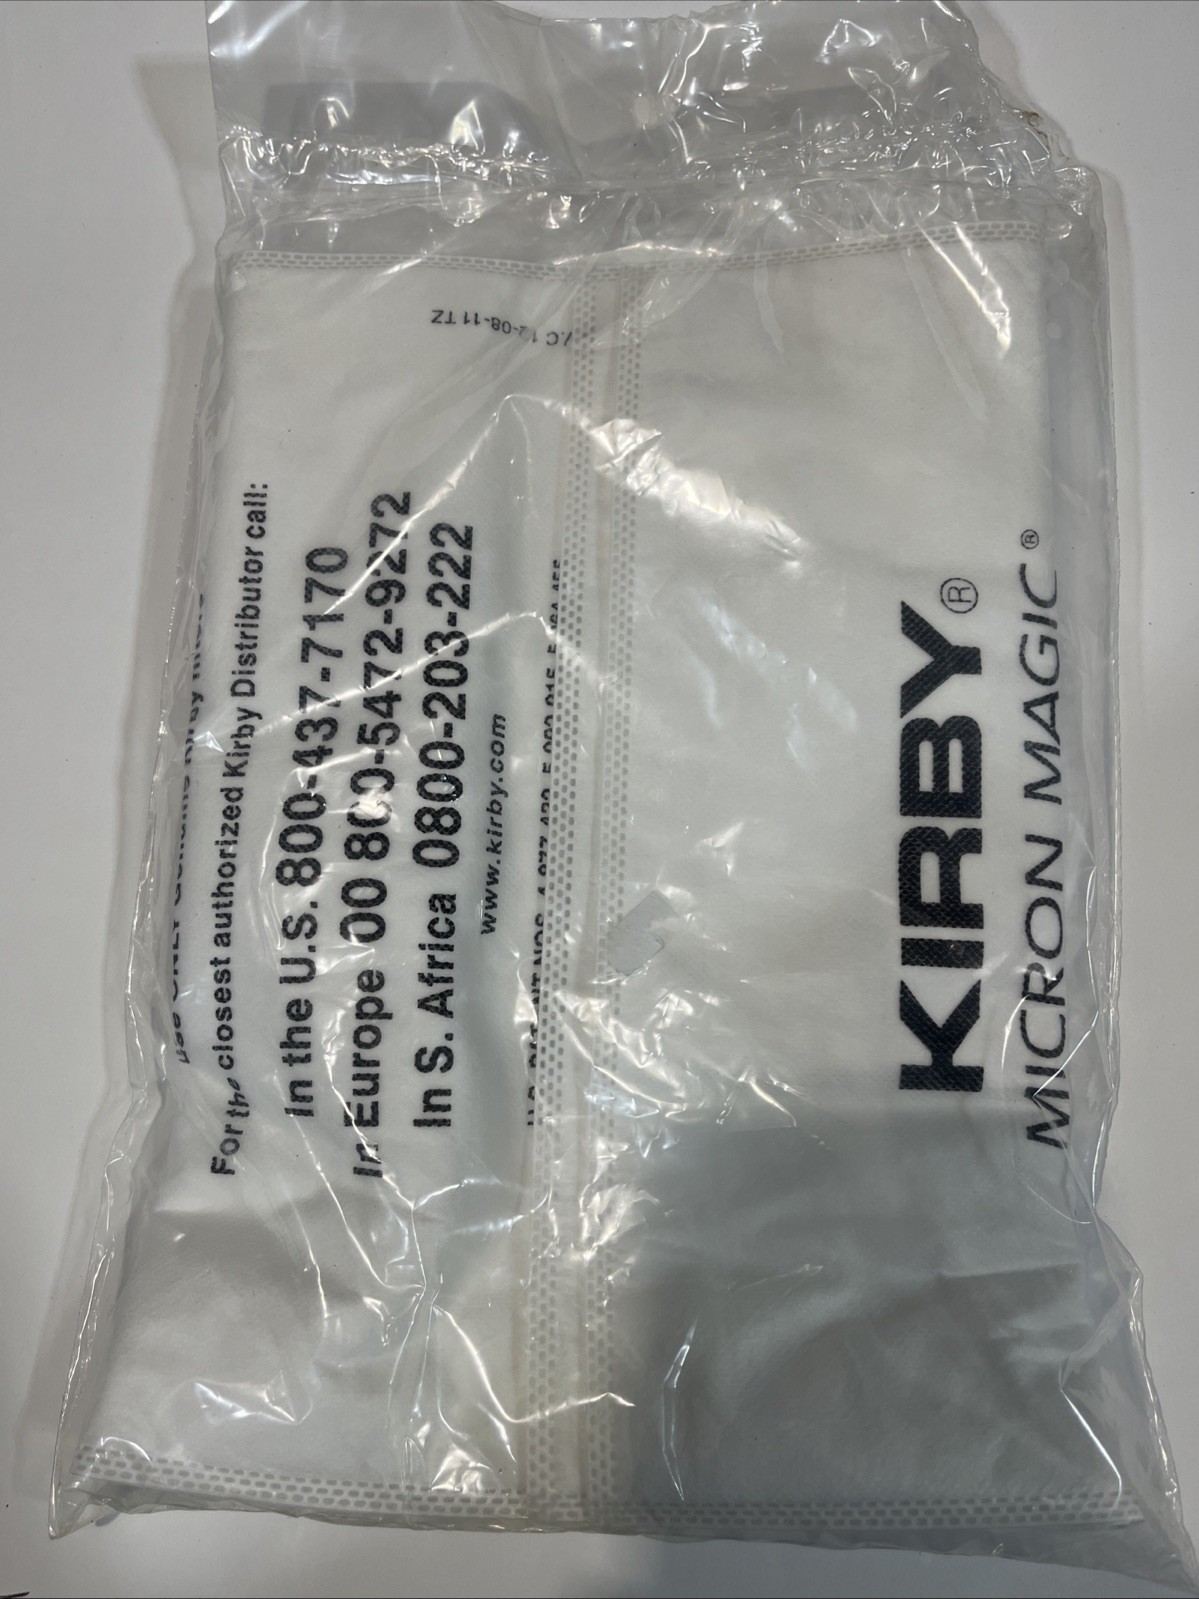 For the closest authorized Kirby Distributor call:
In the U.S. 800-437-7170
In Europe 00 800-5472-9272
In S. Africa 0800-203-222
www.kirby.com
12-08-11 TZ
KIRBY®
MICRON MAGIC®